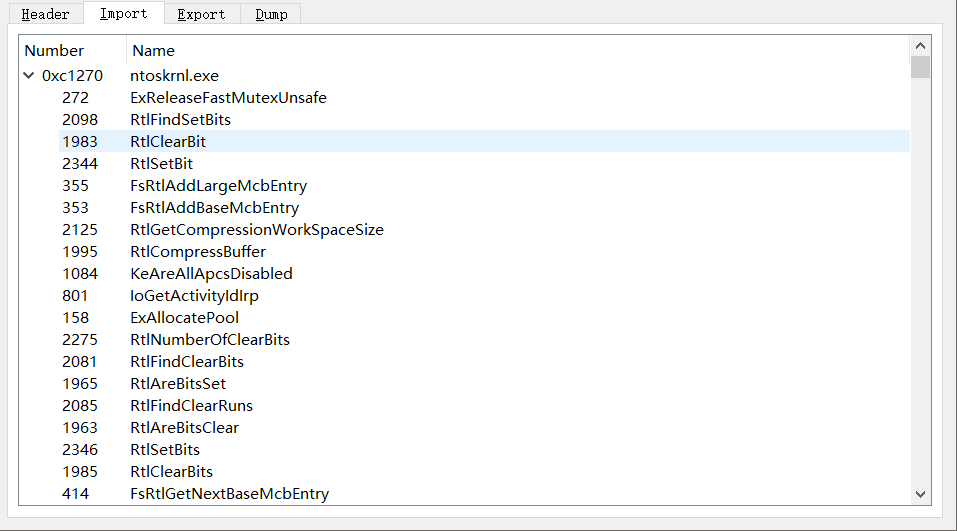 Header Import Export Dump
Number Name
0xc1270 ntoskrnl.exe
272 ExReleaseFastMutexUnsafe
2098 RtlFindSetBits
1983 RtlClearBit
2344 RtlSetBit
355 FsRtlAddLargeMcbEntry
353 FsRtlAddBaseMcbEntry
2125 RtlGetCompressionWorkSpaceSize
1995 RtlCompressBuffer
1084 KeAreAllApcsDisabled
801 IoGetActivityIdIrp
158 ExAllocatePool
2275 RtlNumberOfClearBits
2081 RtlFindClearBits
1965 RtlAreBitsSet
2085 RtlFindClearRuns
1963 RtlAreBitsClear
2346 RtlSetBits
1985 RtlClearBits
414 FsRtlGetNextBaseMcbEntry